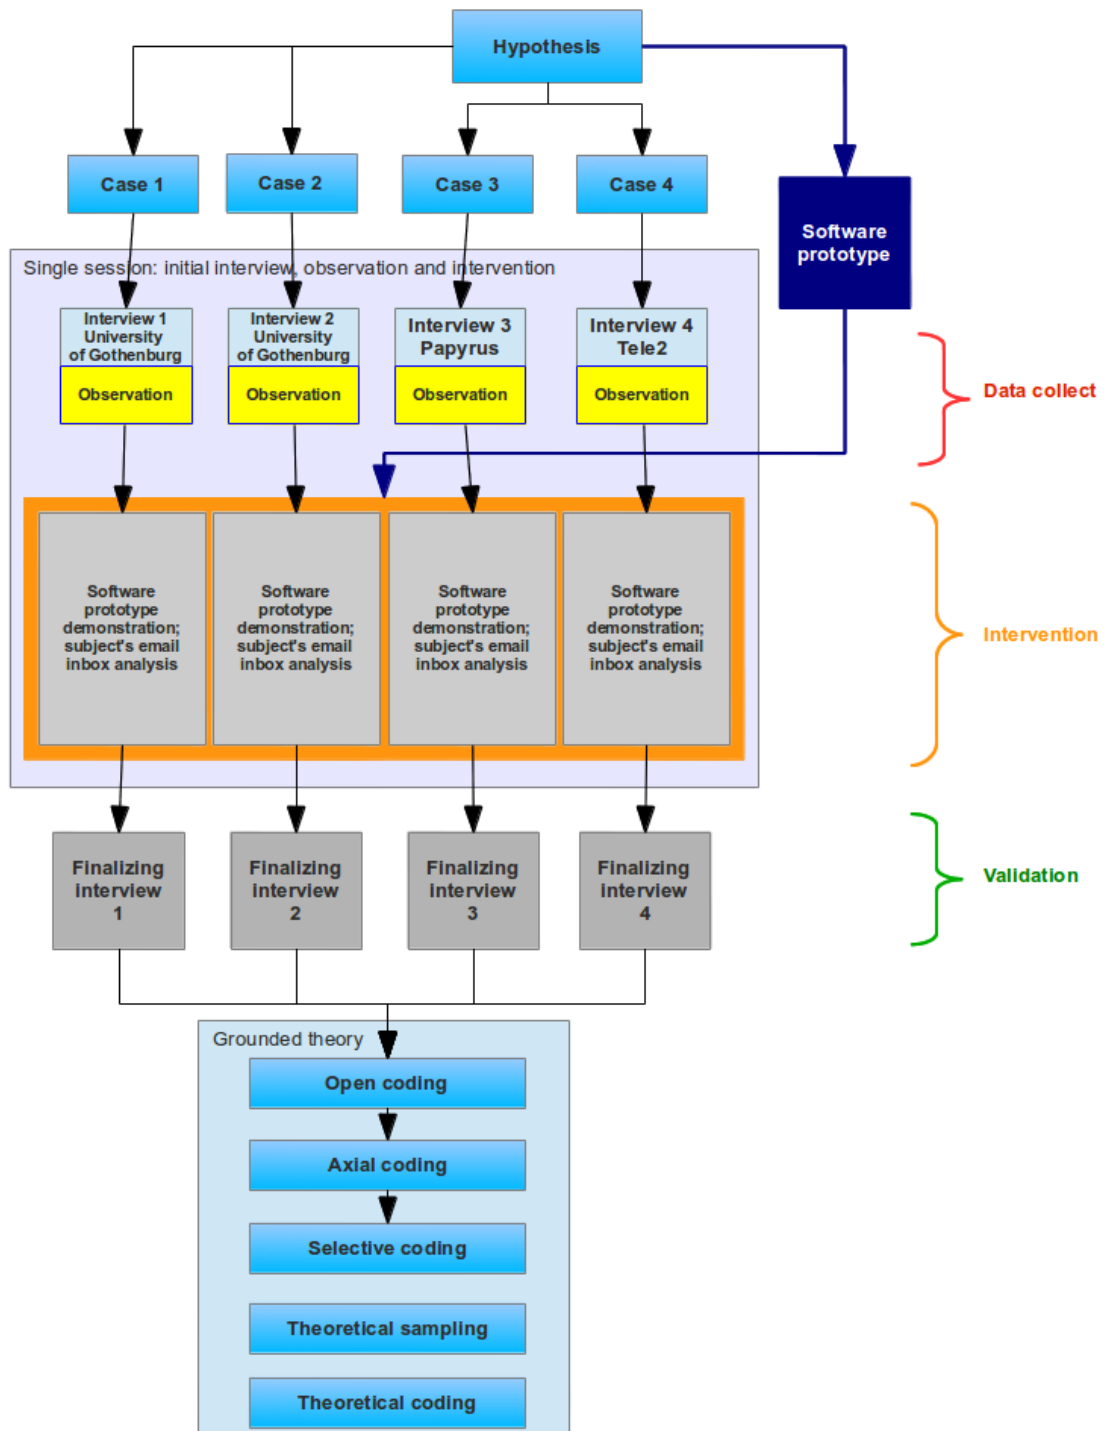 Hypothesis
Case 1
Case 2
Case 3
Case 4
Software
prototype
Single session: initial interview, observation and intervention
Interview 1
University
of Gothenburg
Observation
Interview 2
University
of Gothenburg
Observation
Interview 3
Papyrus
Observation
Interview 4
Tele2
Observation
Data collect
Software
prototype
demonstration;
subject's email
inbox analysis
Software
prototype
demonstration;
subject's email
inbox analysis
Software
prototype
demonstration;
subject's email
inbox analysis
Software
prototype
demonstration;
subject's email
inbox analysis
Intervention
Finalizing
interview
1
Finalizing
interview
2
Finalizing
interview
3
Finalizing
interview
4
Validation
Grounded theory
Open coding
Axial coding
Selective coding
Theoretical sampling
Theoretical coding